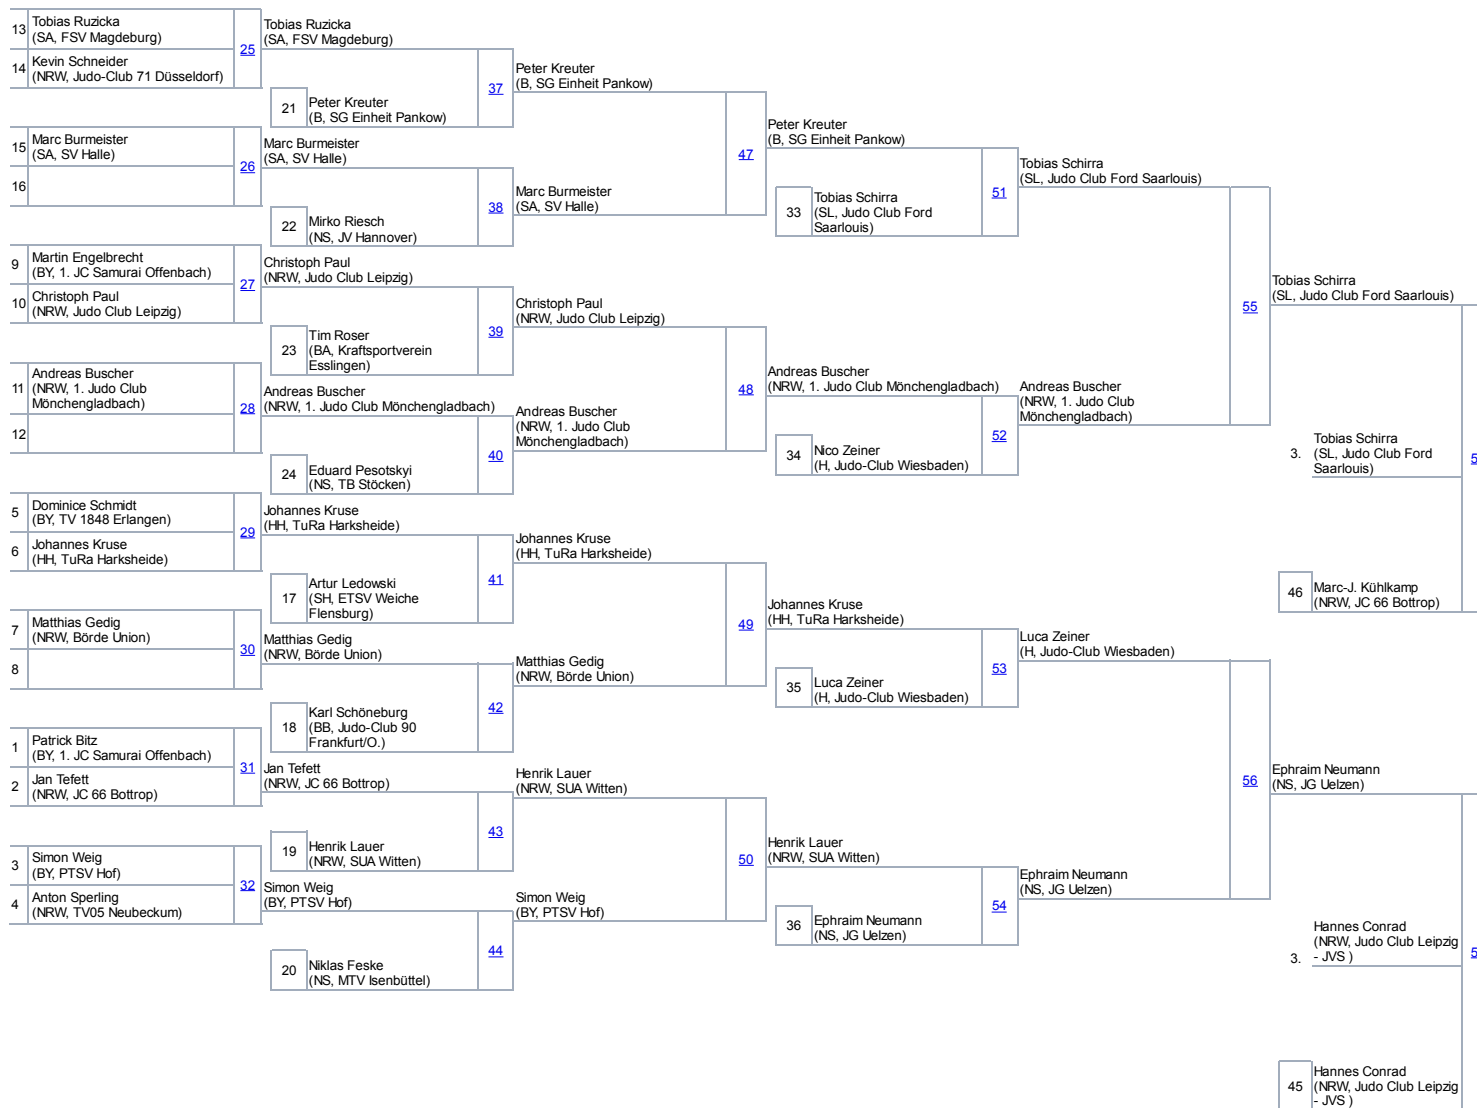 13 Tobias Ruzicka
(SA, FSV Magdeburg)
14 Kevin Schneider
(NRW, Judo-Club 71 Düsseldorf)
25
Tobias Ruzicka
(SA, FSV Magdeburg)
21 Peter Kreuter
(B, SG Einheit Pankow)
37
Peter Kreuter
(B, SG Einheit Pankow)
15 Marc Burmeister
(SA, SV Halle)
16
26
Marc Burmeister
(SA, SV Halle)
22 Mirko Riesch
(NS, JV Hannover)
38
Marc Burmeister
(SA, SV Halle)
47
Peter Kreuter
(B, SG Einheit Pankow)
33 Tobias Schirra
(SL, Judo Club Ford
Saarlouis)
51
Tobias Schirra
(SL, Judo Club Ford Saarlouis)
9 Martin Engelbrecht
(BY, 1. JC Samurai Offenbach)
10 Christoph Paul
(NRW, Judo Club Leipzig)
27
Christoph Paul
(NRW, Judo Club Leipzig)
23 Tim Roser
(BA, Kraftsportverein
Esslingen)
39
Christoph Paul
(NRW, Judo Club Leipzig)
11 Andreas Buscher
(NRW, 1. Judo Club
Mönchengladbach)
12
28
Andreas Buscher
(NRW, 1. Judo Club Mönchengladbach)
24 Eduard Pesotskyi
(NS, TB Stöcken)
40
Andreas Buscher
(NRW, 1. Judo Club
Mönchengladbach)
48
Andreas Buscher
(NRW, 1. Judo Club Mönchengladbach)
34 Nico Zeiner
(H, Judo-Club Wiesbaden)
52
Andreas Buscher
(NRW, 1. Judo Club
Mönchengladbach)
55
Tobias Schirra
(SL, Judo Club Ford Saarlouis)
3. Tobias Schirra
(SL, Judo Club Ford
Saarlouis)
5
46 Marc-J. Kühlkamp
(NRW, JC 66 Bottrop)
5 Dominice Schmidt
(BY, TV 1848 Erlangen)
6 Johannes Kruse
(HH, TuRa Harksheide)
29
Johannes Kruse
(HH, TuRa Harksheide)
17 Artur Ledowski
(SH, ETSV Weiche
Flensburg)
41
Johannes Kruse
(HH, TuRa Harksheide)
7 Matthias Gedig
(NRW, Börde Union)
8
30
Matthias Gedig
(NRW, Börde Union)
18 Karl Schöneburg
(BB, Judo-Club 90
Frankfurt/O.)
42
Matthias Gedig
(NRW, Börde Union)
49
Johannes Kruse
(HH, TuRa Harksheide)
35 Luca Zeiner
(H, Judo-Club Wiesbaden)
53
Luca Zeiner
(H, Judo-Club Wiesbaden)
1 Patrick Bitz
(BY, 1. JC Samurai Offenbach)
2 Jan Tefett
(NRW, JC 66 Bottrop)
31
Jan Tefett
(NRW, JC 66 Bottrop)
19 Henrik Lauer
(NRW, SUA Witten)
43
Henrik Lauer
(NRW, SUA Witten)
3 Simon Weig
(BY, PTSV Hof)
4 Anton Sperling
(NRW, TV05 Neubeckum)
32
Simon Weig
(BY, PTSV Hof)
20 Niklas Feske
(NS, MTV Isenbüttel)
44
Simon Weig
(BY, PTSV Hof)
50
Henrik Lauer
(NRW, SUA Witten)
36 Ephraim Neumann
(NS, JG Uelzen)
54
Ephraim Neumann
(NS, JG Uelzen)
56
Ephraim Neumann
(NS, JG Uelzen)
3. Hannes Conrad
(NRW, Judo Club Leipzig
- JVS )
5
45 Hannes Conrad
(NRW, Judo Club Leipzig
- JVS )